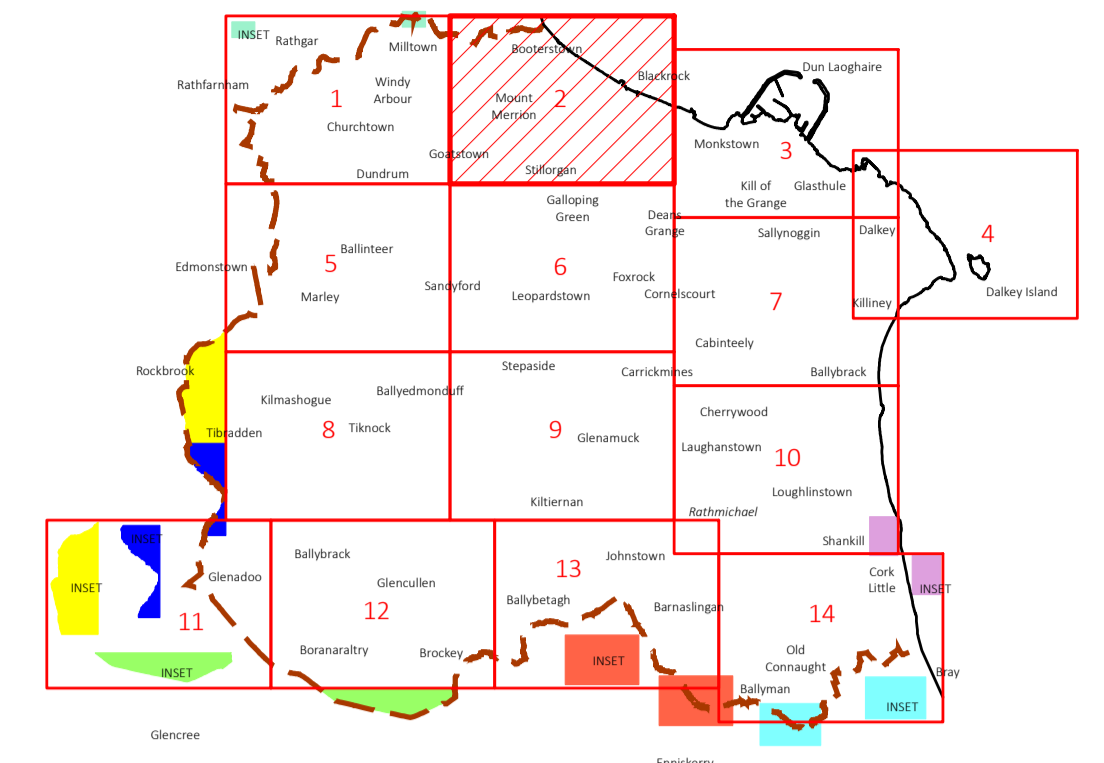 INSET
Rathgar
Milltown
Booterstown
Rathfarnham
Windy
Arbour
1
Churchtown
Dundrum
Goatstown
Mount
Merrion
2
Stillorgan
Blackrock
Dun Laoghaire
Monkstown
3
Kill of
the Grange
Glasthule
Dalkey
4
Dalkey Island
Killiney
Edmonstown
5
Ballinteer
Marley
Sandyford
Galloping
Green
Deans
Grange
6
Leopardstown
Foxrock
Cornelscourt
Sallynoggin
7
Cabinteely
Ballybrack
Rockbrook
Tibradden
Kilmashogue
Ballyedmonduff
8
Tiknock
Stepaside
Carrickmines
9
Glenamuck
Kiltiernan
Cherrywood
Laughanstown
10
Loughlinstown
Rathmichael
Shankill
INSET
INSET
INSET
Glenadoo
11
Glencree
Ballybrack
Glencullen
12
Boranaraltry
Brockey
Johnstown
13
Ballybetagh
Barnaslingan
INSET
Cork
Little
INSET
14
Old
Connaught
Ballyman
INSET
Bray